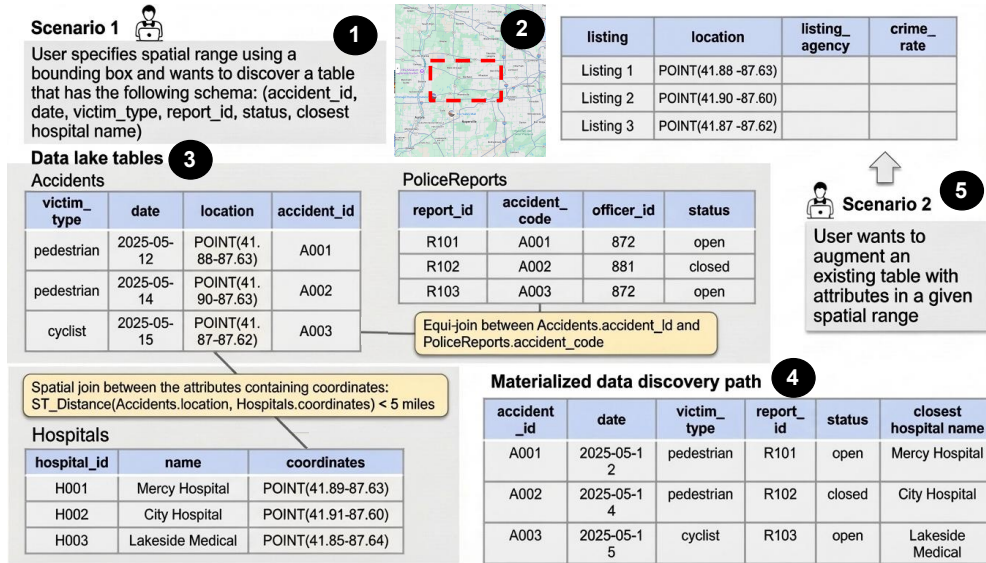 Scenario 1
1
User specifies spatial range using a
bounding box and wants to discover a table
that has the following schema: (accident_id,
date, victim_type, report_id, status, closest
hospital name)
2
listing location listing_ agency crime_ rate
Listing 1 POINT(41.88 -87.63)
Listing 2 POINT(41.90 -87.60)
Listing 3 POINT(41.87 -87.62)
Data lake tables
3
Accidents
victim_ type date location accident_id
pedestrian 2025-05- 12 POINT(41. 88-87.63) A001
pedestrian 2025-05- 14 POINT(41. 90-87.63) A002
cyclist 2025-05- 15 POINT(41. 87-87.62) A003
PoliceReports
report_id accident_ code officer_id status
R101 A001 872 open
R102 A002 881 closed
R103 A003 872 open
Equi-join between Accidents.accident_Id and
PoliceReports.accident_code
5
Scenario 2
User wants to
augment an
existing table with
attributes in a given
spatial range
Spatial join between the attributes containing coordinates:
ST_Distance(Accidents.location, Hospitals.coordinates) < 5 miles
Hospitals
hospital_id name coordinates
H001 Mercy Hospital POINT(41.89-87.63)
H002 City Hospital POINT(41.91-87.60)
H003 Lakeside Medical POINT(41.85-87.64)
Materialized data discovery path
4
accident _id date victim_ type report_ id status closest hospital name
A001 2025-05-1 2 pedestrian R101 open Mercy Hospital
A002 2025-05-1 4 pedestrian R102 closed City Hospital
A003 2025-05-1 5 cyclist R103 open Lakeside Medical